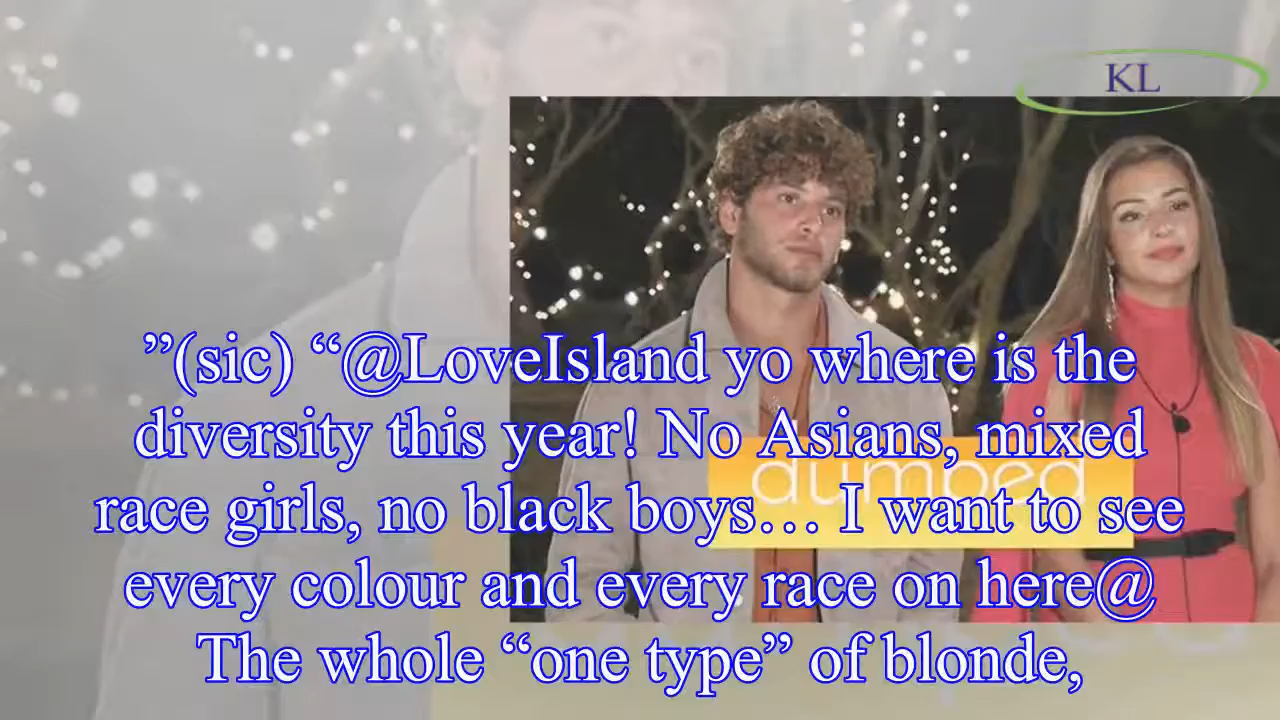 KL
”(sic) “@LoveIsland yo where is the
diversity this year! No Asians, mixed
race girls, no black boys… I want to see
dumped
every colour and every race on here@
The whole “one type” of blonde,